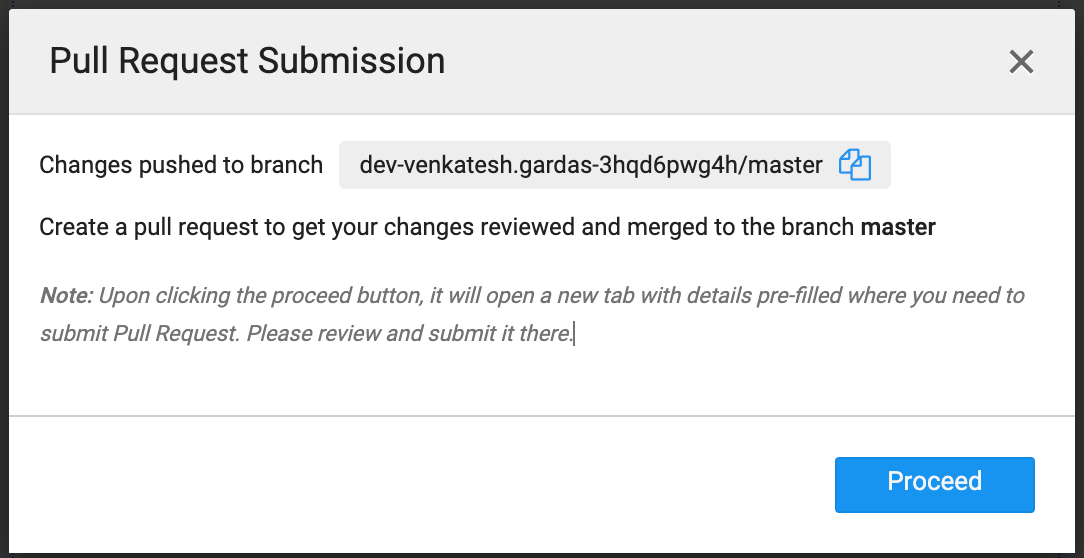 Pull Request Submission
Changes pushed to branch dev-venkatesh.gardas-3hqd6pwg4h/master
Create a pull request to get your changes reviewed and merged to the branch master
Note: Upon clicking the proceed button, it will open a new tab with details pre-filled where you need to
submit Pull Request. Please review and submit it there.
Proceed